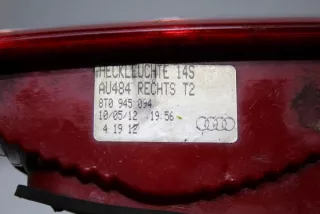 HECKLEUCHTE 14S
AU484 RECHTS T2
8T0 945 094
10/05/12 19:56
4 19 12